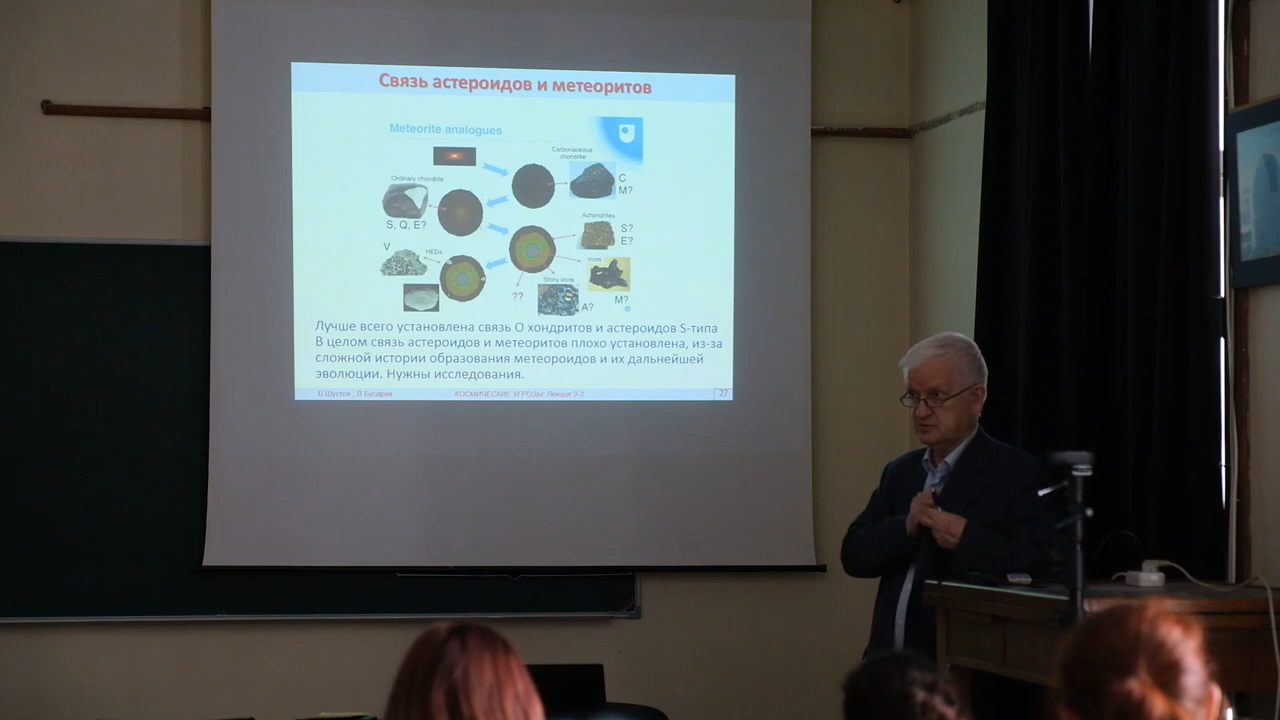 Связь астероидов и метеоритов
Meteorite analogues
Carbonaceous
chondrite
C
M?
Ordinary chondrite
S, Q, E?
Achondrites
S?
E?
V
HEDs
Irons
Stony irons
??
A?
M?
Лучше всего установлена связь О хондритов и астероидов S-типа
В целом связь астероидов и метеоритов плохо установлена, из-за
сложной истории образования метеороидов и их дальнейшей
эволюции. Нужны исследования.
Б.Шустов , В.Бусарев
КОСМИЧЕСКИЕ УГРОЗЫ: Лекция 3-3
27